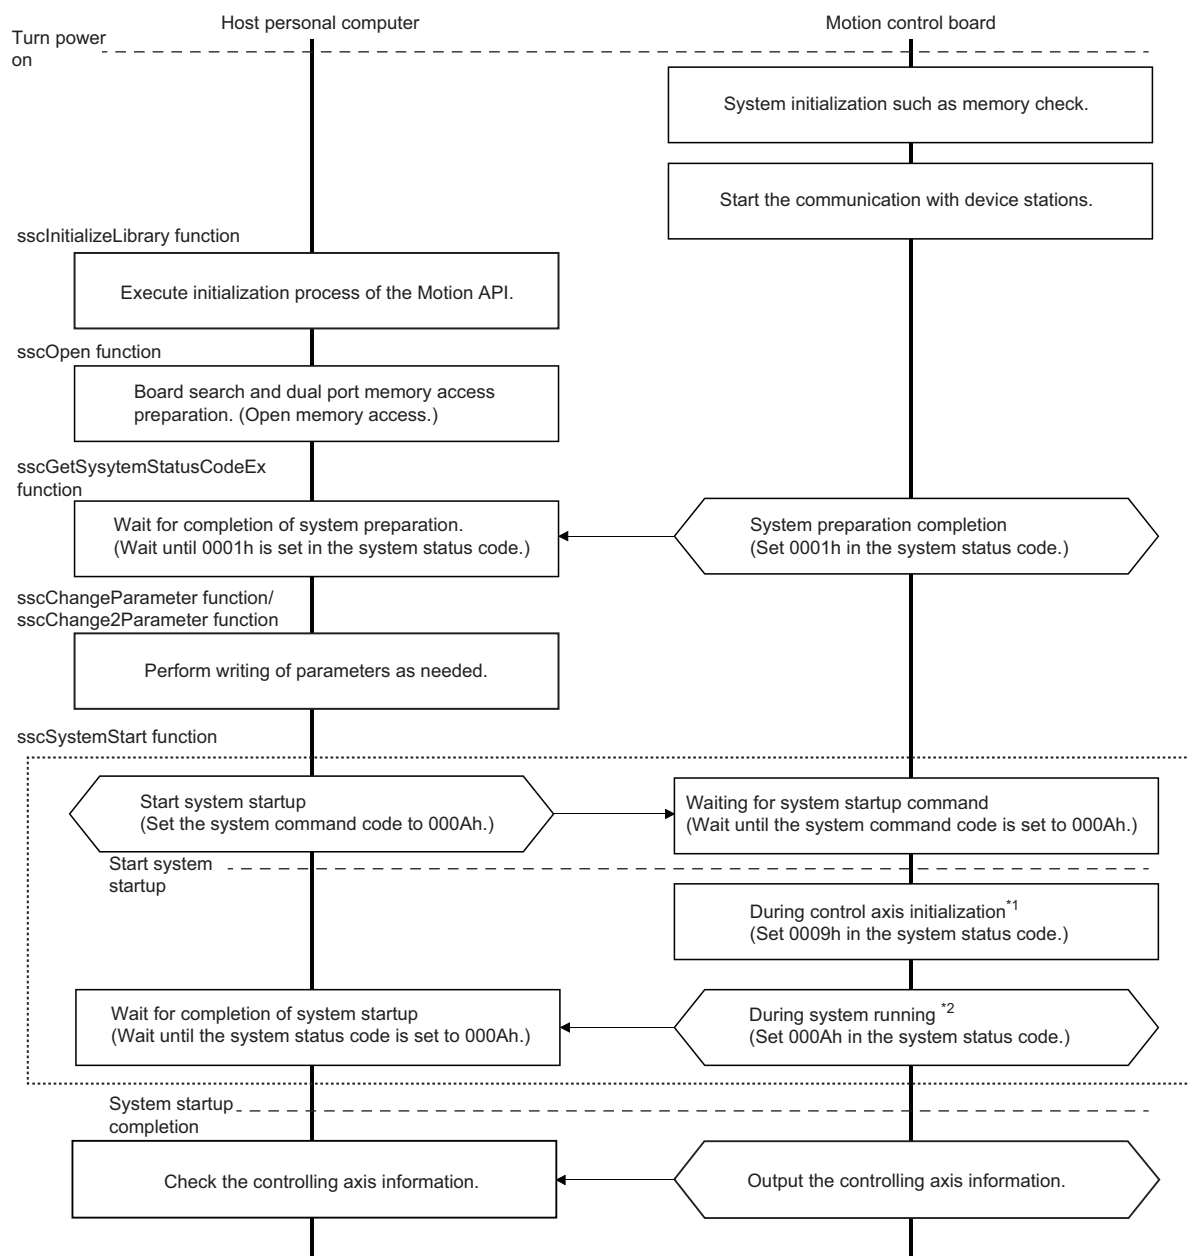 Host personal computer
Motion control board
Turn power
on
System initialization such as memory check.
Start the communication with device stations.
sscInitializeLibrary function
Execute initialization process of the Motion API.
sscOpen function
Board search and dual port memory access
preparation. (Open memory access.)
sscGetSysytemStatusCodeEx
function
Wait for completion of system preparation.
(Wait until 0001h is set in the system status code.)
System preparation completion
(Set 0001h in the system status code.)
sscChangeParameter function/
sscChange2Parameter function
Perform writing of parameters as needed.
sscSystemStart function
Start system startup
(Set the system command code to 000Ah.)
Waiting for system startup command
(Wait until the system command code is set to 000Ah.)
Start system
startup
During control axis initialization*1
(Set 0009h in the system status code.)
Wait for completion of system startup
(Wait until the system status code is set to 000Ah.)
During system running *2
(Set 000Ah in the system status code.)
System startup
completion
Check the controlling axis information.
Output the controlling axis information.